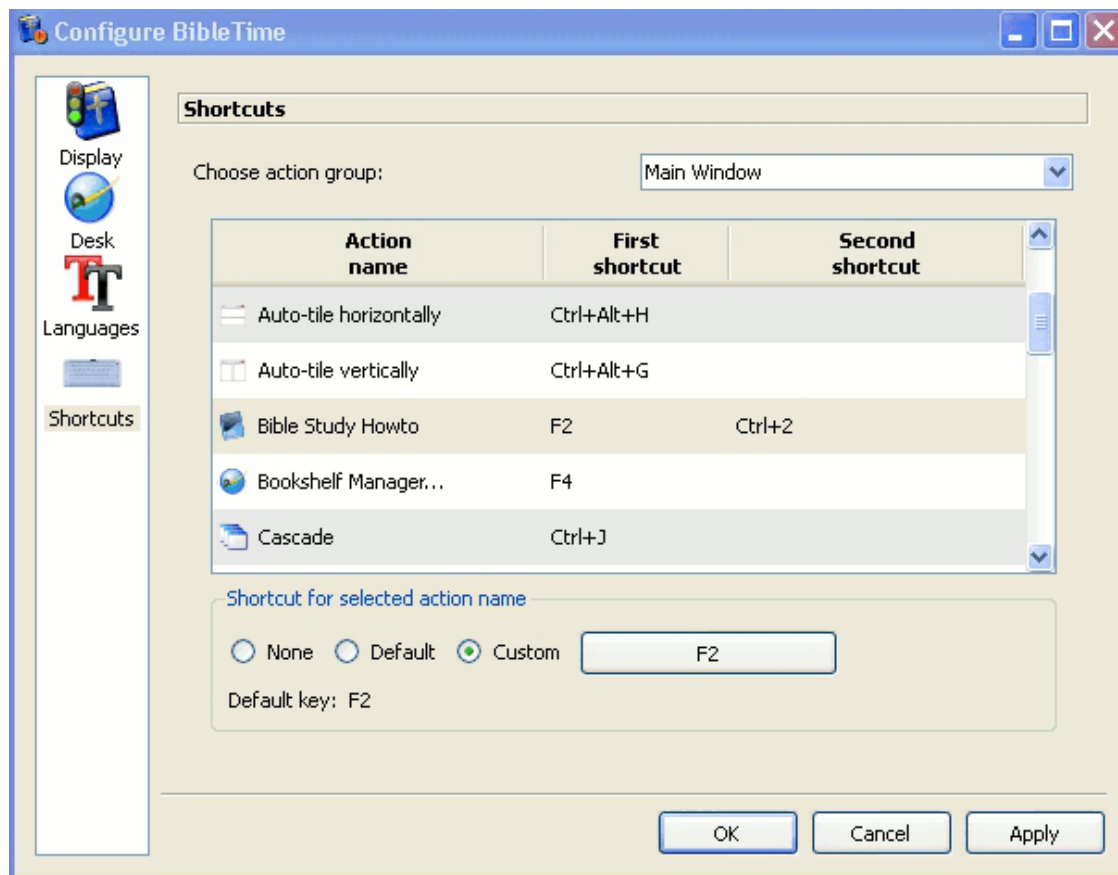 Configure BibleTime
Display
Desk
Languages
Shortcuts
Shortcuts
Choose action group: Main Window
Action name First shortcut Second shortcut
Auto-tile horizontally Ctrl+Alt+H
Auto-tile vertically Ctrl+Alt+G
Bible Study Howto F2 Ctrl+2
Bookshelf Manager... F4
Cascade Ctrl+J
Shortcut for selected action name
None Default Custom F2
Default key: F2
OK Cancel Apply